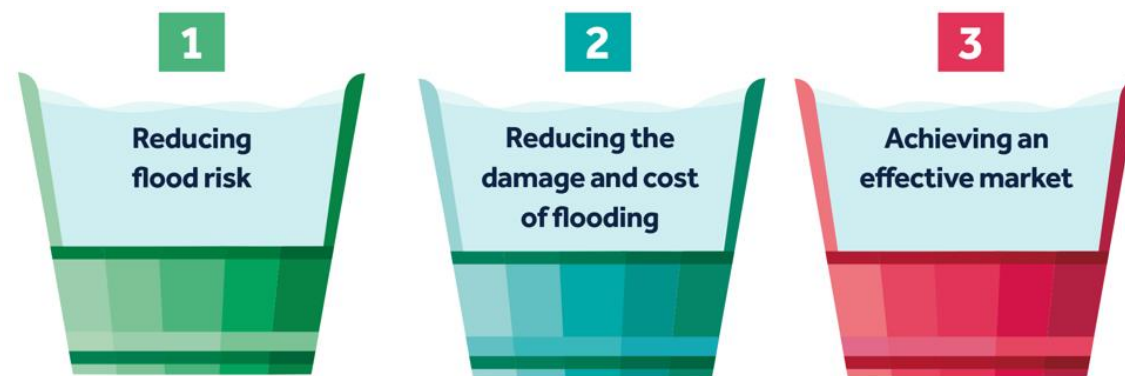 1
Reducing
flood risk
2
Reducing the
damage and cost
of flooding
3
Achieving an
effective market